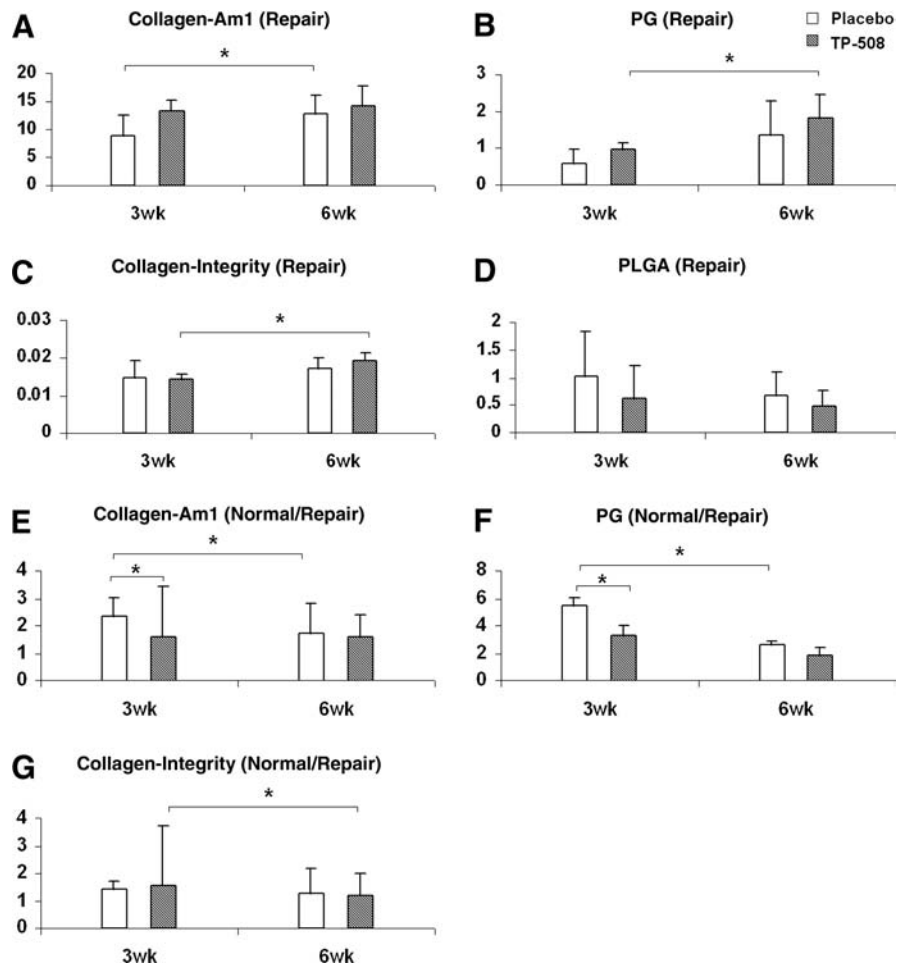 A
Collagen-Am1 (Repair)
*
20
15
10
5
0
3wk
6wk
B
PG (Repair)
Placebo
TP-508
*
3
2
1
0
3wk
6wk
C
Collagen-Integrity (Repair)
*
0.03
0.02
0.01
0
3wk
6wk
D
PLGA (Repair)
2
1.5
1
0.5
0
3wk
6wk
E
Collagen-Am1 (Normal/Repair)
*
*
4
3
2
1
0
3wk
6wk
F
PG (Normal/Repair)
*
*
8
6
4
2
0
3wk
6wk
G
Collagen-Integrity (Normal/Repair)
*
4
3
2
1
0
3wk
6wk